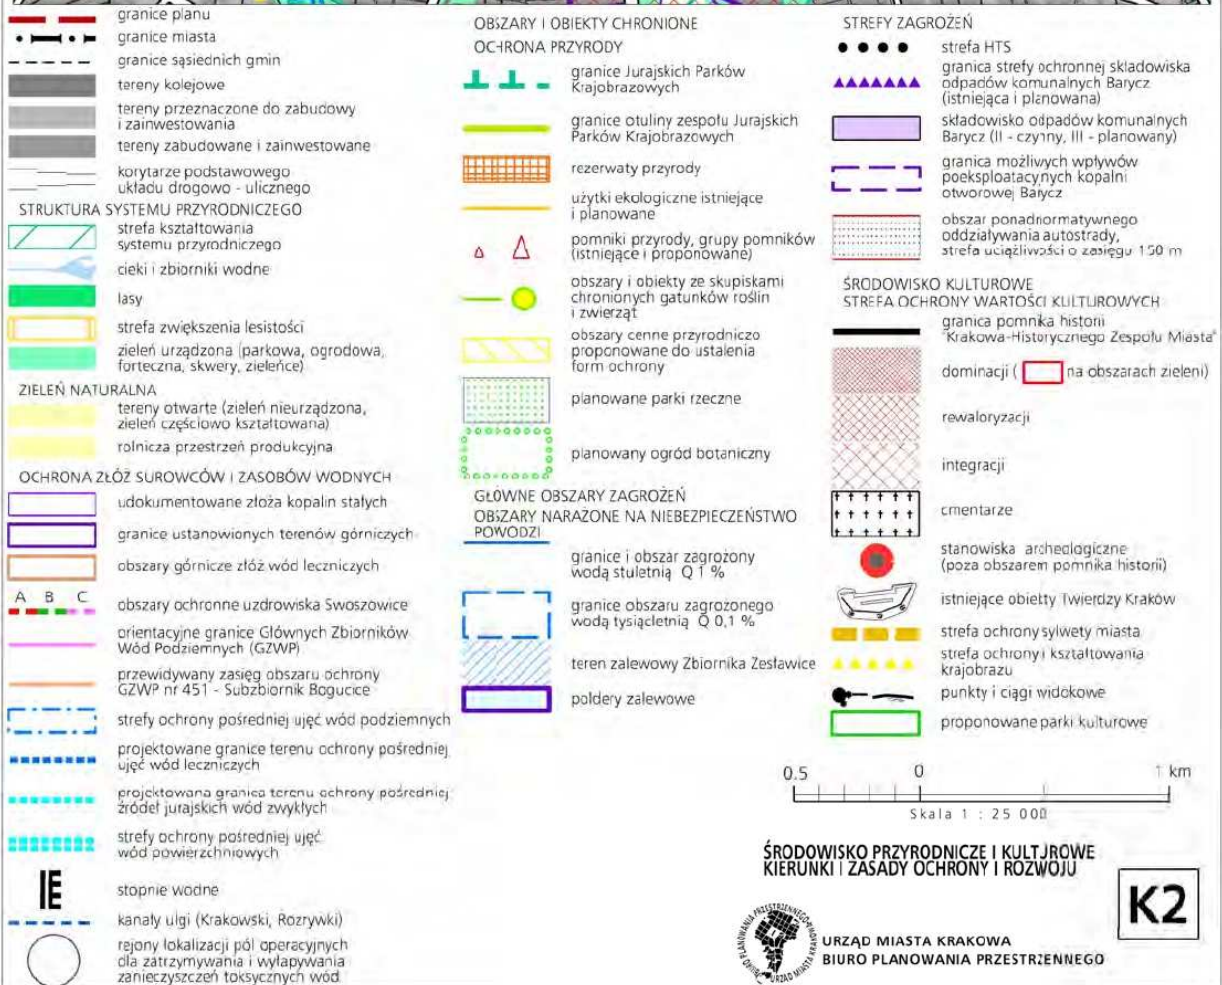 granice planu
granice miasta
granice sąsiednich gmin
tereny kolejowe
tereny przeznaczone do zabudowy
i zainwestowania
tereny zabudowane i zainwestowane
korytarze podstawowego
układu drogowo - ulicznego
STRUKTURA SYSTEMU PRZYRODNICZEGO
strefa kształtowania
systemu przyrodniczego
cieki i zbiorniki wodne
lasy
strefa zwiększenia lesistości
zieleń urządzona (parkowa, ogrodowa,
forteczna, skwery, zieleńce)
ZIELEŃ NATURALNA
tereny otwarte (zieleń nieurządzona,
zieleń częściowo kształtowana)
rolnicza przestrzeń produkcyjna
OCHRONA ZŁÓŻ SUROWCÓW I ZASOBÓW WODNYCH
udokumentowane złoża kopalin stałych
granice ustanowionych terenów górniczych
obszary górnicze złóż wód leczniczych
A B C
obszary ochronne uzdrowiska Swoszowice
orientacyjne granice Głównych Zbiorników
Wód Podziemnych (GZWP)
przewidywany zasięg obszaru ochrony
GZWP nr 451 - Subzbiornik Bogucice
strefy ochrony pośredniej ujęć wód podziemnych
projektowane granice terenu ochrony pośredniej
ujęć wód leczniczych
projektowana granica terenu ochrony pośredniej
źródeł jurajskich wód zwykłych
strefy ochrony pośredniej ujęć
wód powierzchniowych
stopnie wodne
kanały ulgi (Krakowski, Rozrywki)
rejony lokalizacji pól operacyjnych
dla zatrzymywania i wyłapywania
zanieczyszczeń toksycznych wód
OBSZARY I OBIEKTY CHRONIONE
OCHRONA PRZYRODY
granice Jurajskich Parków
Krajobrazowych
granice otuliny zespołu Jurajskich
Parków Krajobrazowych
rezerwaty przyrody
użytki ekologiczne istniejące
i planowane
pomniki przyrody, grupy pomników
(istniejące i proponowane)
obszary i obiekty ze skupiskami
chronionych gatunków roślin
i zwierząt
obszary cenne przyrodniczo
proponowane do ustalenia
form ochrony
planowane parki rzeczne
planowany ogród botaniczny
GŁÓWNE OBSZARY ZAGROŻEŃ
OBSZARY NARAŻONE NA NIEBEZPIECZEŃSTWO
POWODZI
granice i obszar zagrożony
wodą stuletnią Q 1 %
granice obszaru zagrożonego
wodą tysiącletnią Q 0,1 %
teren zalewowy Zbiornika Zesławice
poldery zalewowe
STREFY ZAGROŻEŃ
strefa HTS
granica strefy ochronnej składowiska
odpadów komunalnych Barycz
(istniejąca i planowana)
składowisko odpadów komunalnych
Barycz (II - czynny, III - planowany)
granica możliwych wpływów
poeksploatacyjnych kopalni
otworowej Barycz
obszar ponadnormatywnego
oddziaływania autostrady,
strefa uciążliwości o zasięgu 150 m
ŚRODOWISKO KULTUROWE
STREFA OCHRONY WARTOŚCI KULTUROWYCH
granica pomnika historii
"Krakowa-Historycznego Zespołu Miasta"
dominacji ( na obszarach zieleni)
rewaloryzacji
integracji
cmentarze
stanowiska archeologiczne
(poza obszarem pomnika historii)
istniejące obiekty Twierdzy Kraków
strefa ochrony sylwety miasta
strefa ochrony i kształtowania
krajobrazu
punkty i ciągi widokowe
proponowane parki kulturowe
0.5 0 1 km
Skala 1 : 25 000
ŚRODOWISKO PRZYRODNICZE I KULTUROWE
KIERUNKI I ZASADY OCHRONY I ROZWOJU
K2
URZĄD MIASTA KRAKOWA
BIURO PLANOWANIA PRZESTRZENNEGO